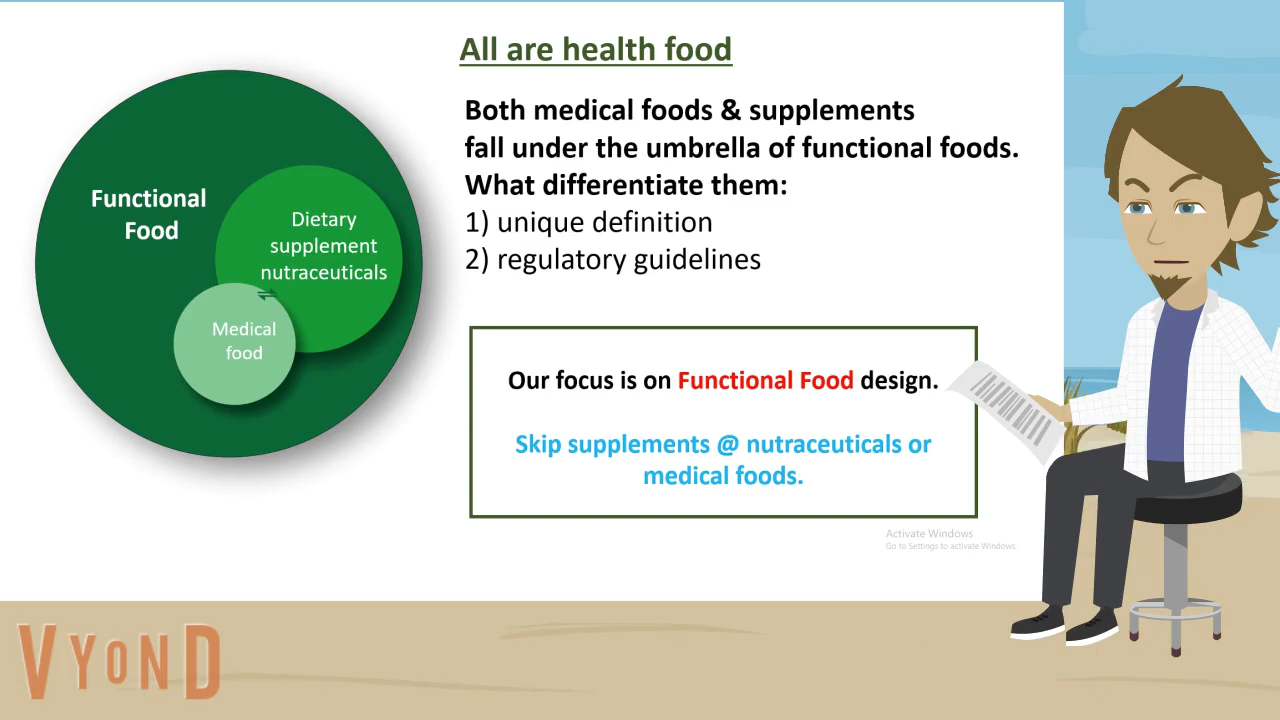 All are health food
Both medical foods & supplements
fall under the umbrella of functional foods.
What differentiate them:
1) unique definition
2) regulatory guidelines
Functional
Food
Dietary
supplement
nutraceuticals
Medical
food
Our focus is on Functional Food design.
Skip supplements @ nutraceuticals or
medical foods.
Activate Windows
Go to Settings to activate Windows.
VYOND